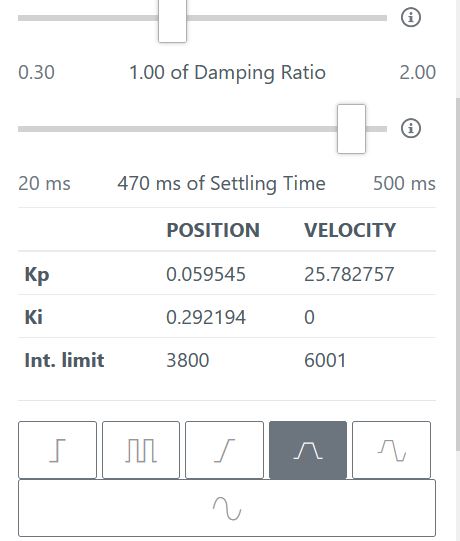 0.30 1.00 of Damping Ratio 2.00
20 ms 470 ms of Settling Time 500 ms
POSITION VELOCITY
Kp 0.059545 25.782757
Ki 0.292194 0
Int. limit 3800 6001